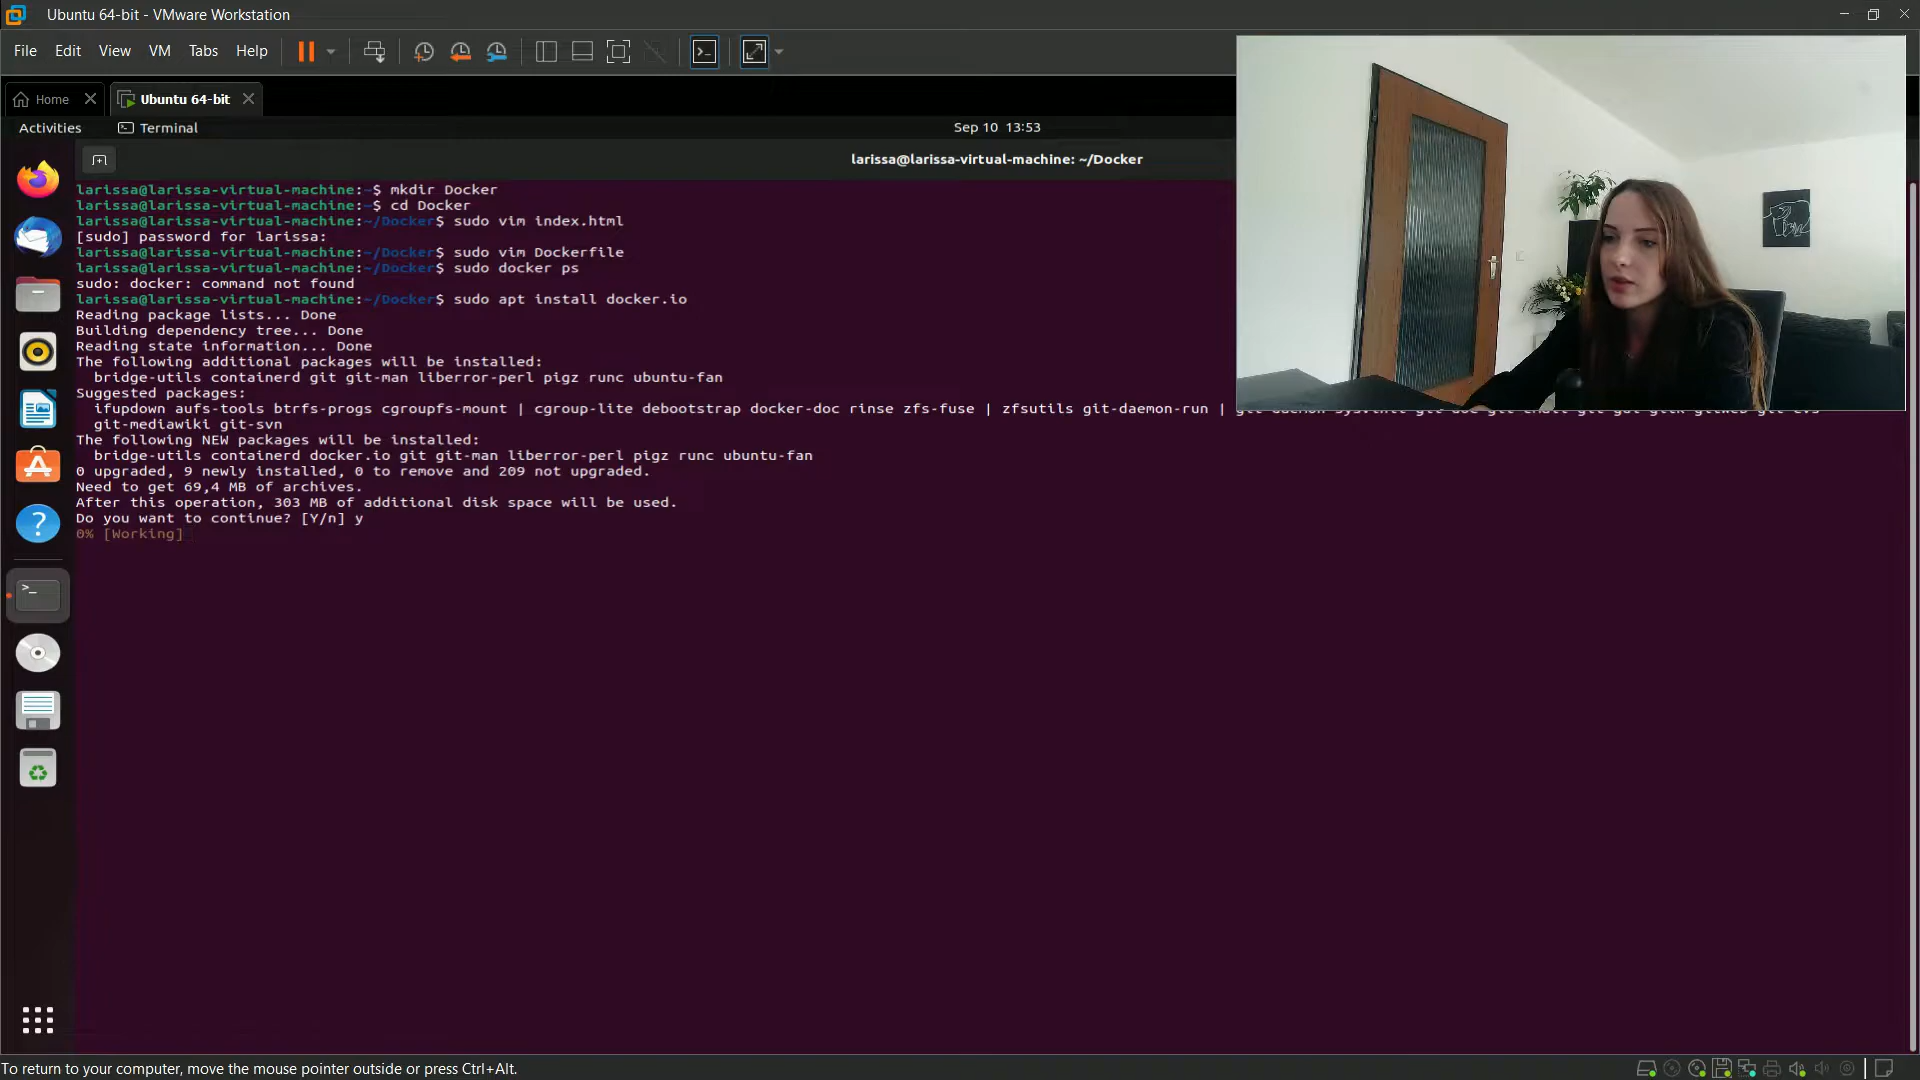 Ubuntu 64-bit - VMware Workstation
File Edit View VM Tabs Help
Home
Ubuntu 64-bit
Activities
Terminal
Sep 10 13:53
larissa@larissa-virtual-machine: ~/Docker
larissa@larissa-virtual-machine:~$ mkdir Docker
larissa@larissa-virtual-machine:~$ cd Docker
larissa@larissa-virtual-machine:~/Docker$ sudo vim index.html
[sudo] password for larissa:
larissa@larissa-virtual-machine:~/Docker$ sudo vim Dockerfile
larissa@larissa-virtual-machine:~/Docker$ sudo docker ps
sudo: docker: command not found
larissa@larissa-virtual-machine:~/Docker$ sudo apt install docker.io
Reading package lists... Done
Building dependency tree... Done
Reading state information... Done
The following additional packages will be installed:
bridge-utils containerd git git-man liberror-perl pigz runc ubuntu-fan
Suggested packages:
ifupdown aufs-tools btrfs-progs cgroupfs-mount | cgroup-lite debootstrap docker-doc rinse zfs-fuse | zfsutils git-daemon-run |
git-mediawiki git-svn
The following NEW packages will be installed:
bridge-utils containerd docker.io git git-man liberror-perl pigz runc ubuntu-fan
0 upgraded, 9 newly installed, 0 to remove and 209 not upgraded.
Need to get 69,4 MB of archives.
After this operation, 303 MB of additional disk space will be used.
Do you want to continue? [Y/n] y
0% [Working]
To return to your computer, move the mouse pointer outside or press Ctrl+Alt.